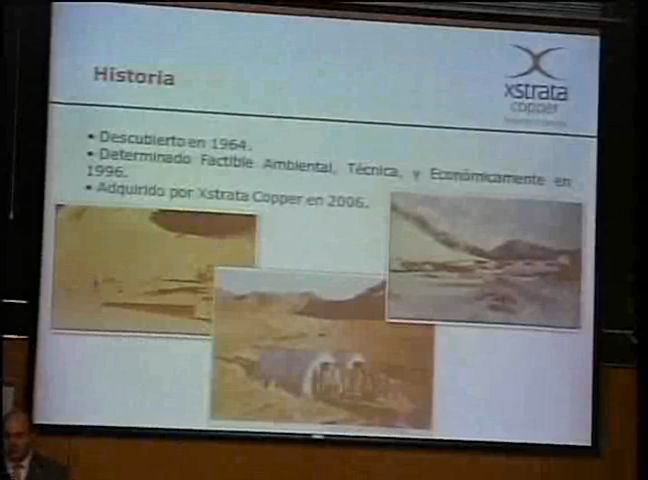 Historia
xstrata
copper
• Descubierto en 1964.
• Determinado Factible Ambiental, Técnica, y Económicamente en
1996.
• Adquirido por Xstrata Copper en 2006.